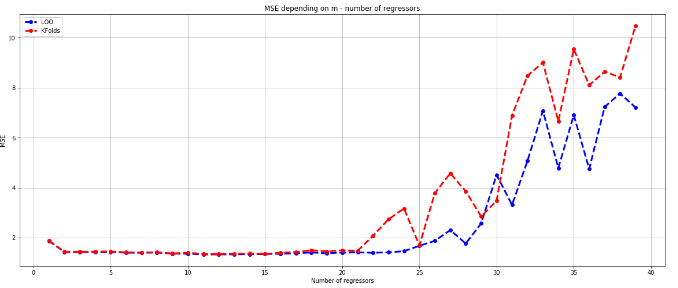 MSE depending on m - number of regressors
LOO
KFolds
MSE
10
8
6
4
2
0 5 10 15 20 25 30 35 40
Number of regressors